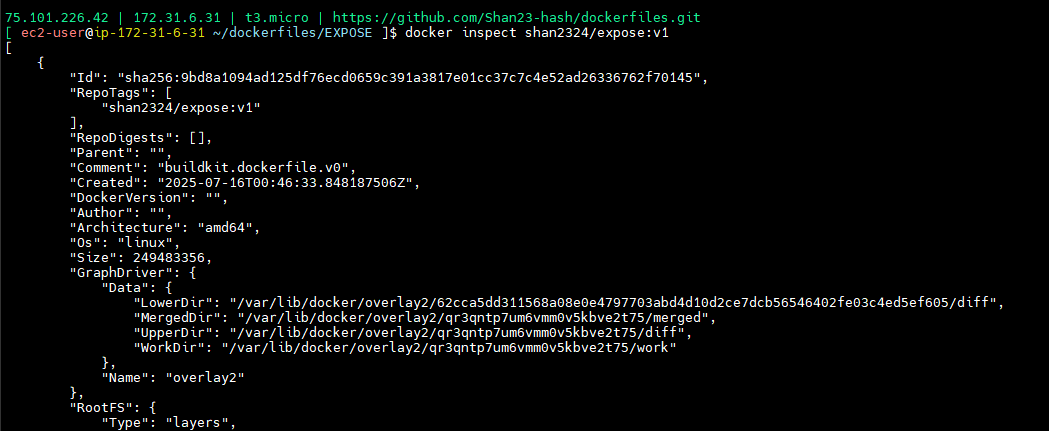 75.101.226.42 | 172.31.6.31 | t3.micro | https://github.com/Shan23-hash/dockerfiles.git
[ ec2-user@ip-172-31-6-31 ~/dockerfiles/EXPOSE ]$ docker inspect shan2324/expose:v1
[
    {
        "Id": "sha256:9bd8a1094ad125df76ecd0659c391a3817e01cc37c7c4e52ad26336762f70145",
        "RepoTags": [
            "shan2324/expose:v1"
        ],
        "RepoDigests": [],
        "Parent": "",
        "Comment": "buildkit.dockerfile.v0",
        "Created": "2025-07-16T00:46:33.848187506Z",
        "DockerVersion": "",
        "Author": "",
        "Architecture": "amd64",
        "Os": "linux",
        "Size": 249483356,
        "GraphDriver": {
            "Data": {
                "LowerDir": "/var/lib/docker/overlay2/62cca5dd311568a08e0e4797703abd4d10d2ce7dcb56546402fe03c4ed5ef605/diff",
                "MergedDir": "/var/lib/docker/overlay2/qr3qntp7um6vmm0v5kbve2t75/merged",
                "UpperDir": "/var/lib/docker/overlay2/qr3qntp7um6vmm0v5kbve2t75/diff",
                "WorkDir": "/var/lib/docker/overlay2/qr3qntp7um6vmm0v5kbve2t75/work"
            },
            "Name": "overlay2"
        },
        "RootFS": {
            "Type": "layers",